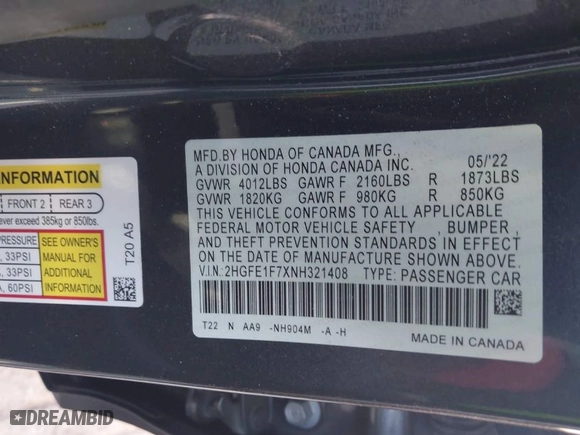 MFD.BY HONDA OF CANADA MFG.,
A DIVISION OF HONDA CANADA INC. 05/'22
GVWR 4012LBS GAWR F 2160LBS R 1873LBS
GVWR 1820KG GAWR F 980KG R 850KG
THIS VEHICLE CONFORMS TO ALL APPLICABLE
FEDERAL MOTOR VEHICLE SAFETY , BUMPER ,
AND THEFT PREVENTION STANDARDS IN EFFECT
ON THE DATE OF MANUFACTURE SHOWN ABOVE.
V.I.N: 2HGFE1F7XNH321408 TYPE: PASSENGER CAR
T22 N AA9 -NH904M -A -H
MADE IN CANADA
INFORMATION
FRONT 2 REAR 3
ever exceed 385kg or 850lbs.
PRESSURE SEE OWNER'S
, 33PSI MANUAL FOR
A, 33PSI ADDITIONAL
A, 60PSI INFORMATION
T20 A5
DREAMBID